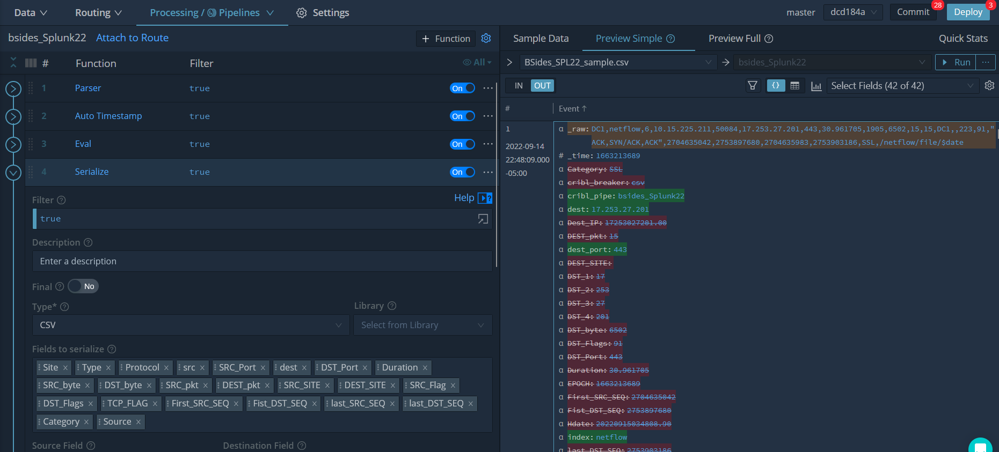 Data Routing Processing / Pipelines Settings master dcd184a Commit 28 Deploy 3
bsides_Splunk22 Attach to Route + Function
# Function Filter All
1 Parser true On ...
2 Auto Timestamp true On ...
3 Eval true On ...
4 Serialize true On ...
Filter ? Help ?
true
Description ?
Enter a description
Final ? No
Type* ? Library ?
CSV Select from Library
Fields to serialize ?
Site × Type × Protocol × src × SRC_Port × dest × DST_Port × Duration ×
SRC_byte × DST_byte × SRC_pkt × DEST_pkt × SRC_SITE × DEST_SITE × SRC_Flag ×
DST_Flags × TCP_FLAG × First_SRC_SEQ × Fist_DST_SEQ × last_SRC_SEQ × last_DST_SEQ ×
Category × Source ×
Source Field ? Destination Field ?
Sample Data Preview Simple ? Preview Full ? Quick Stats
BSides_SPL22_sample.csv → bsides_Splunk22 Run ...
IN OUT {} Select Fields (42 of 42)
# Event ↑
1
2022-09-14
22:48:09.000
-05:00
α _raw: DC1,netflow,6,10.15.225.211,50084,17.253.27.201,443,30.961705,1905,6502,15,15,DC1,,223,91,"
ACK,SYN/ACK,ACK",2704635042,2753897680,2704635983,2753903186,SSL,/netflow/file/$date
# _time: 1663213689
α Category: SSL
α cribl_breaker: csv
α cribl_pipe: bsides_Splunk22
α dest: 17.253.27.201
α Dest_IP: 17253027201.00
α DEST_pkt: 15
α dest_port: 443
α DEST_SITE:
α DST_1: 17
α DST_2: 253
α DST_3: 27
α DST_4: 201
α DST_byte: 6502
α DST_Flags: 91
α DST_Port: 443
α Duration: 30.961705
α EPOCH: 1663213689
α First_SRC_SEQ: 2704635042
α Fist_DST_SEQ: 2753897680
α Hdate: 20220915034808.90
α index: netflow
α last_DST_SEQ: 2753903186